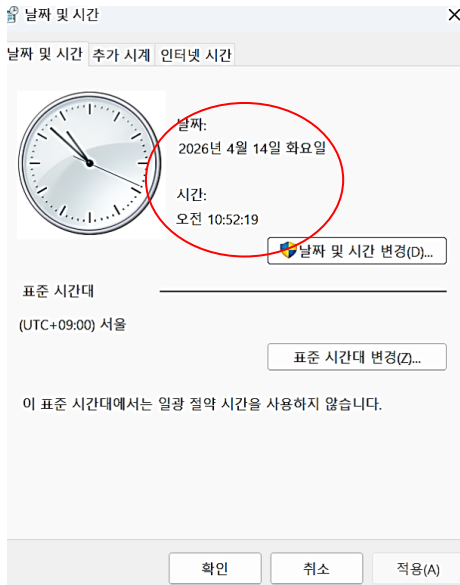 날짜 및 시간
날짜 및 시간 추가 시계 인터넷 시간
날짜:
2026년 4월 14일 화요일
시간:
오전 10:52:19
날짜 및 시간 변경(D)...
표준 시간대
(UTC+09:00) 서울
표준 시간대 변경(Z)...
이 표준 시간대에서는 일광 절약 시간을 사용하지 않습니다.
확인 취소 적용(A)